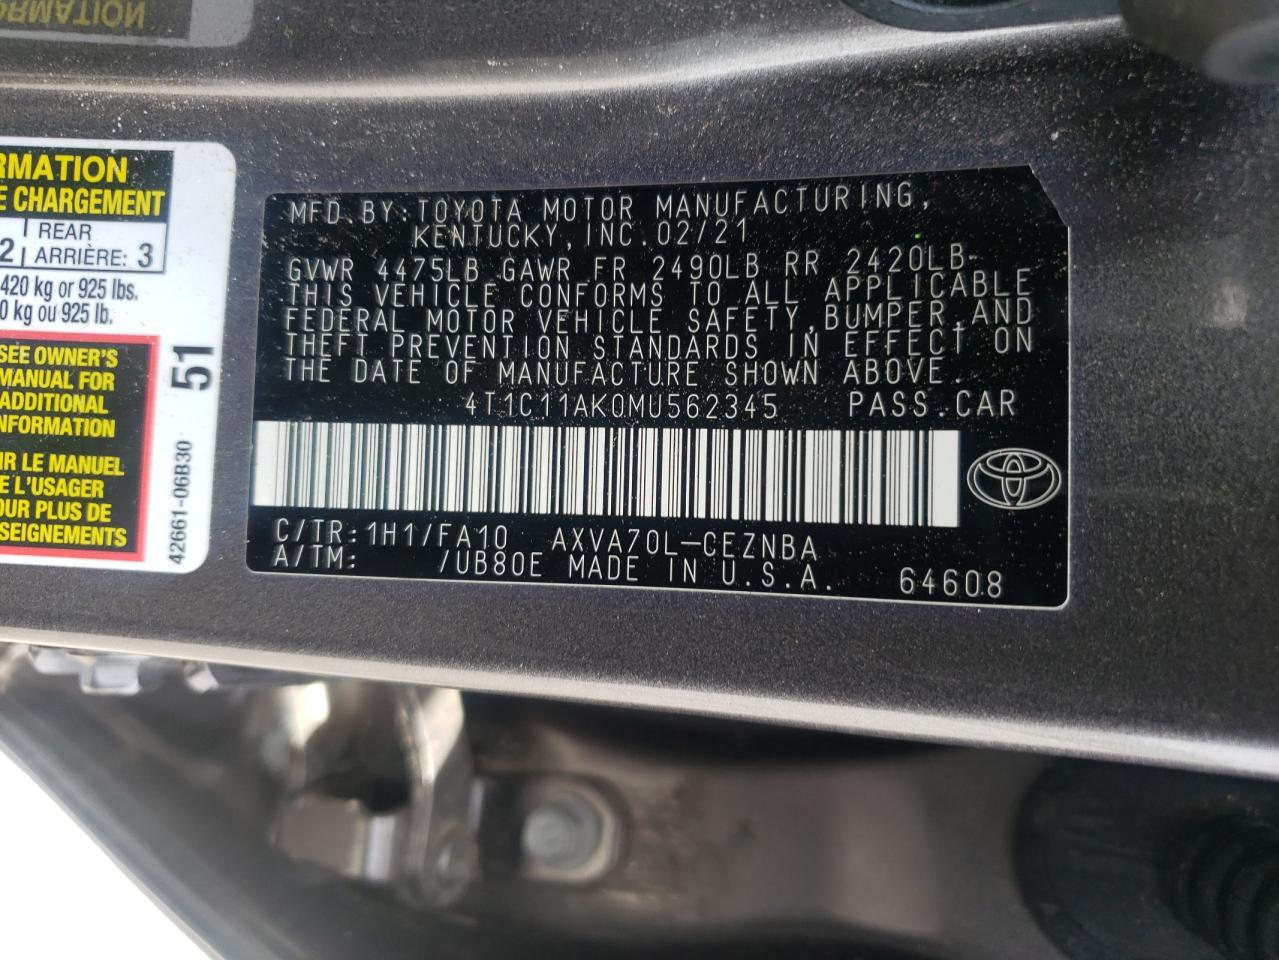 ORMATION
RMATION
E CHARGEMENT
2 | REAR
ARRIÈRE: 3
420 kg or 925 lbs.
0 kg ou 925 lb.
SEE OWNER'S
MANUAL FOR
ADDITIONAL
INFORMATION
IR LE MANUEL
E L'USAGER
OUR PLUS DE
SEIGNEMENTS
51
42661-06B30
MFD BY: TOYOTA MOTOR MANUFACTURING,
KENTUCKY, INC. 02/21
GVWR 4475LB GAWR FR 2490LB RR 2420LB
THIS VEHICLE CONFORMS TO ALL APPLICABLE
FEDERAL MOTOR VEHICLE SAFETY, BUMPER, AND
THEFT PREVENTION STANDARDS IN EFFECT ON
THE DATE OF MANUFACTURE SHOWN ABOVE.
4T1C11AK0MU562345 PASS.CAR
C/TR: 1H1/FA10 AXVA70L-CEZNBA
A/TM: /UB80E MADE IN U.S.A. 64608